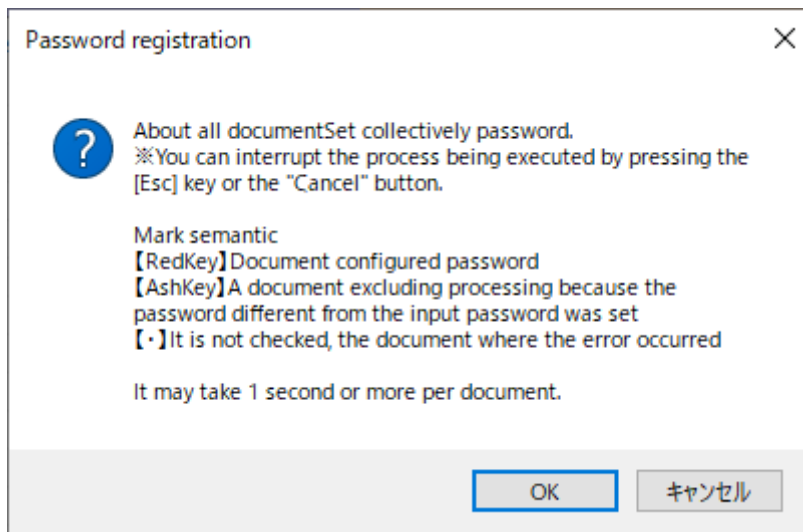 Password registration
About all documentSet collectively password.
※You can interrupt the process being executed by pressing the
[Esc] key or the "Cancel" button.
Mark semantic
【RedKey】Document configured password
【AshKey】A document excluding processing because the
password different from the input password was set
【・】It is not checked, the document where the error occurred
It may take 1 second or more per document.
OK
キャンセル